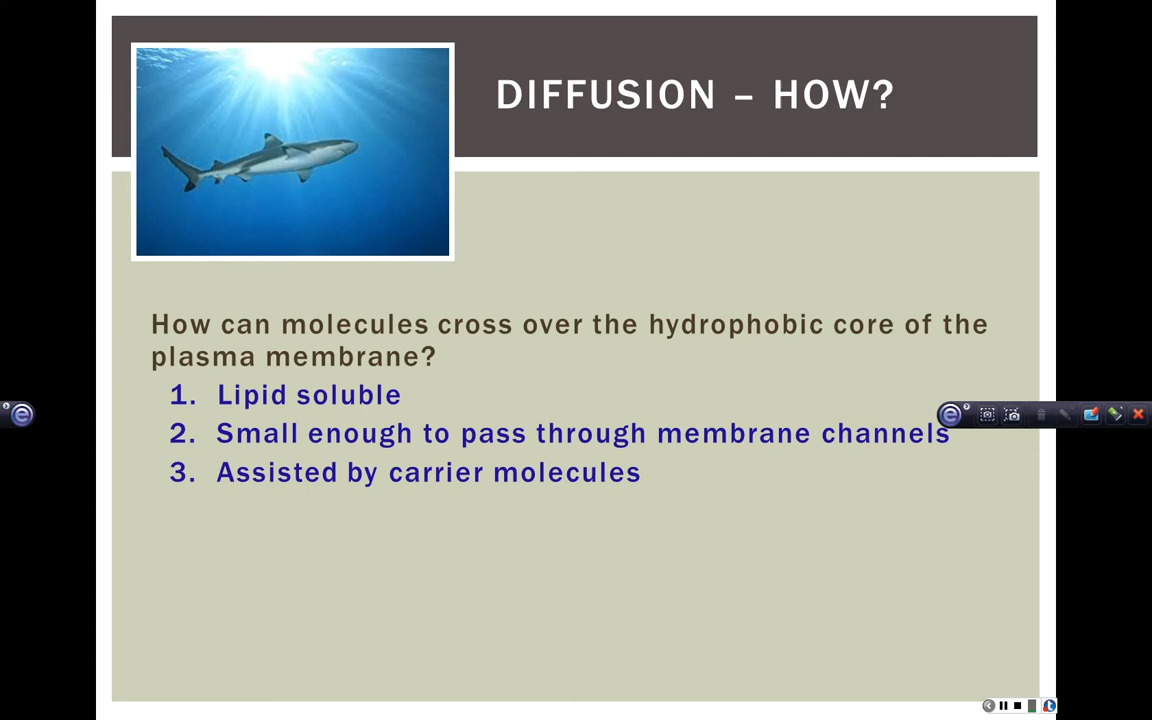 DIFFUSION – HOW?
How can molecules cross over the hydrophobic core of the
plasma membrane?
1. Lipid soluble
2. Small enough to pass through membrane channels
3. Assisted by carrier molecules